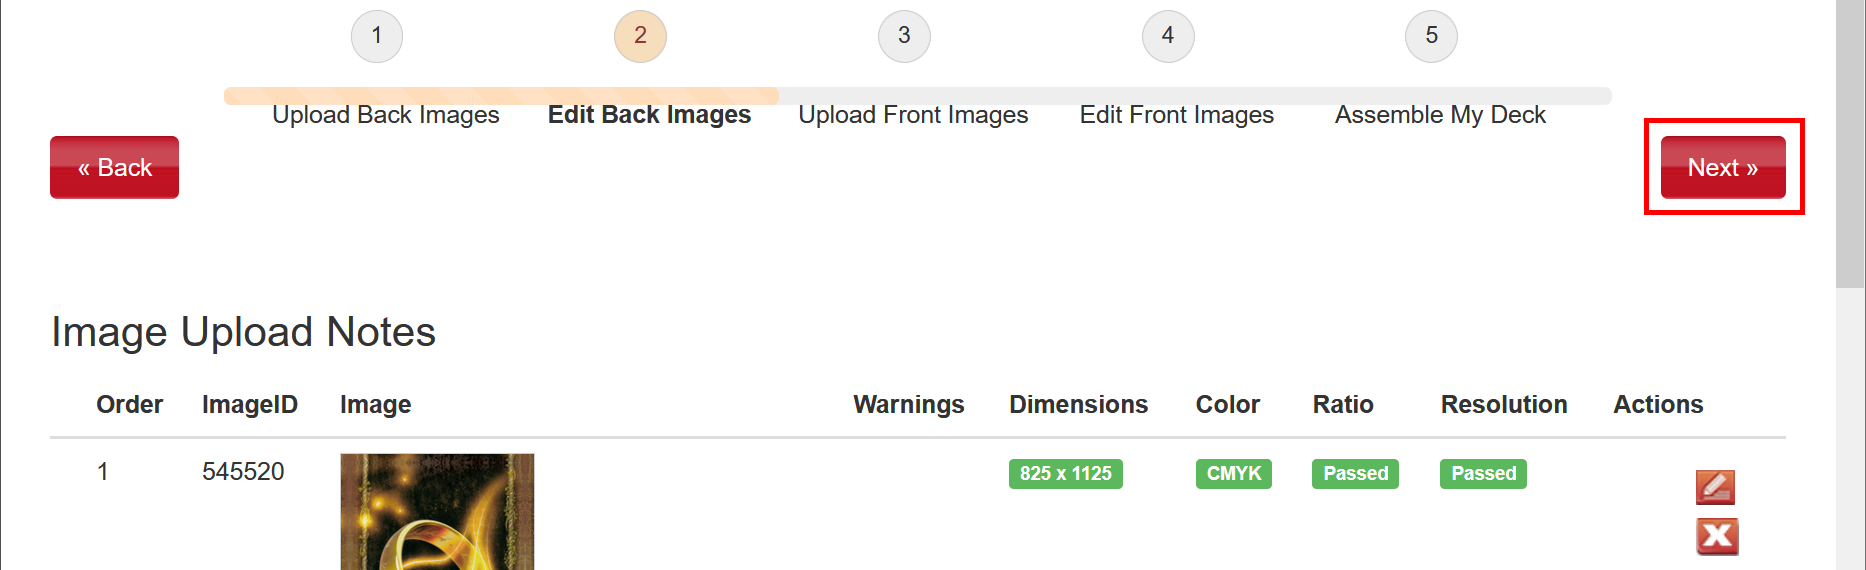 1 2 3 4 5
Upload Back Images Edit Back Images Upload Front Images Edit Front Images Assemble My Deck
« Back Next »
Image Upload Notes
Order ImageID Image Warnings Dimensions Color Ratio Resolution Actions
1 545520 825 x 1125 CMYK Passed Passed